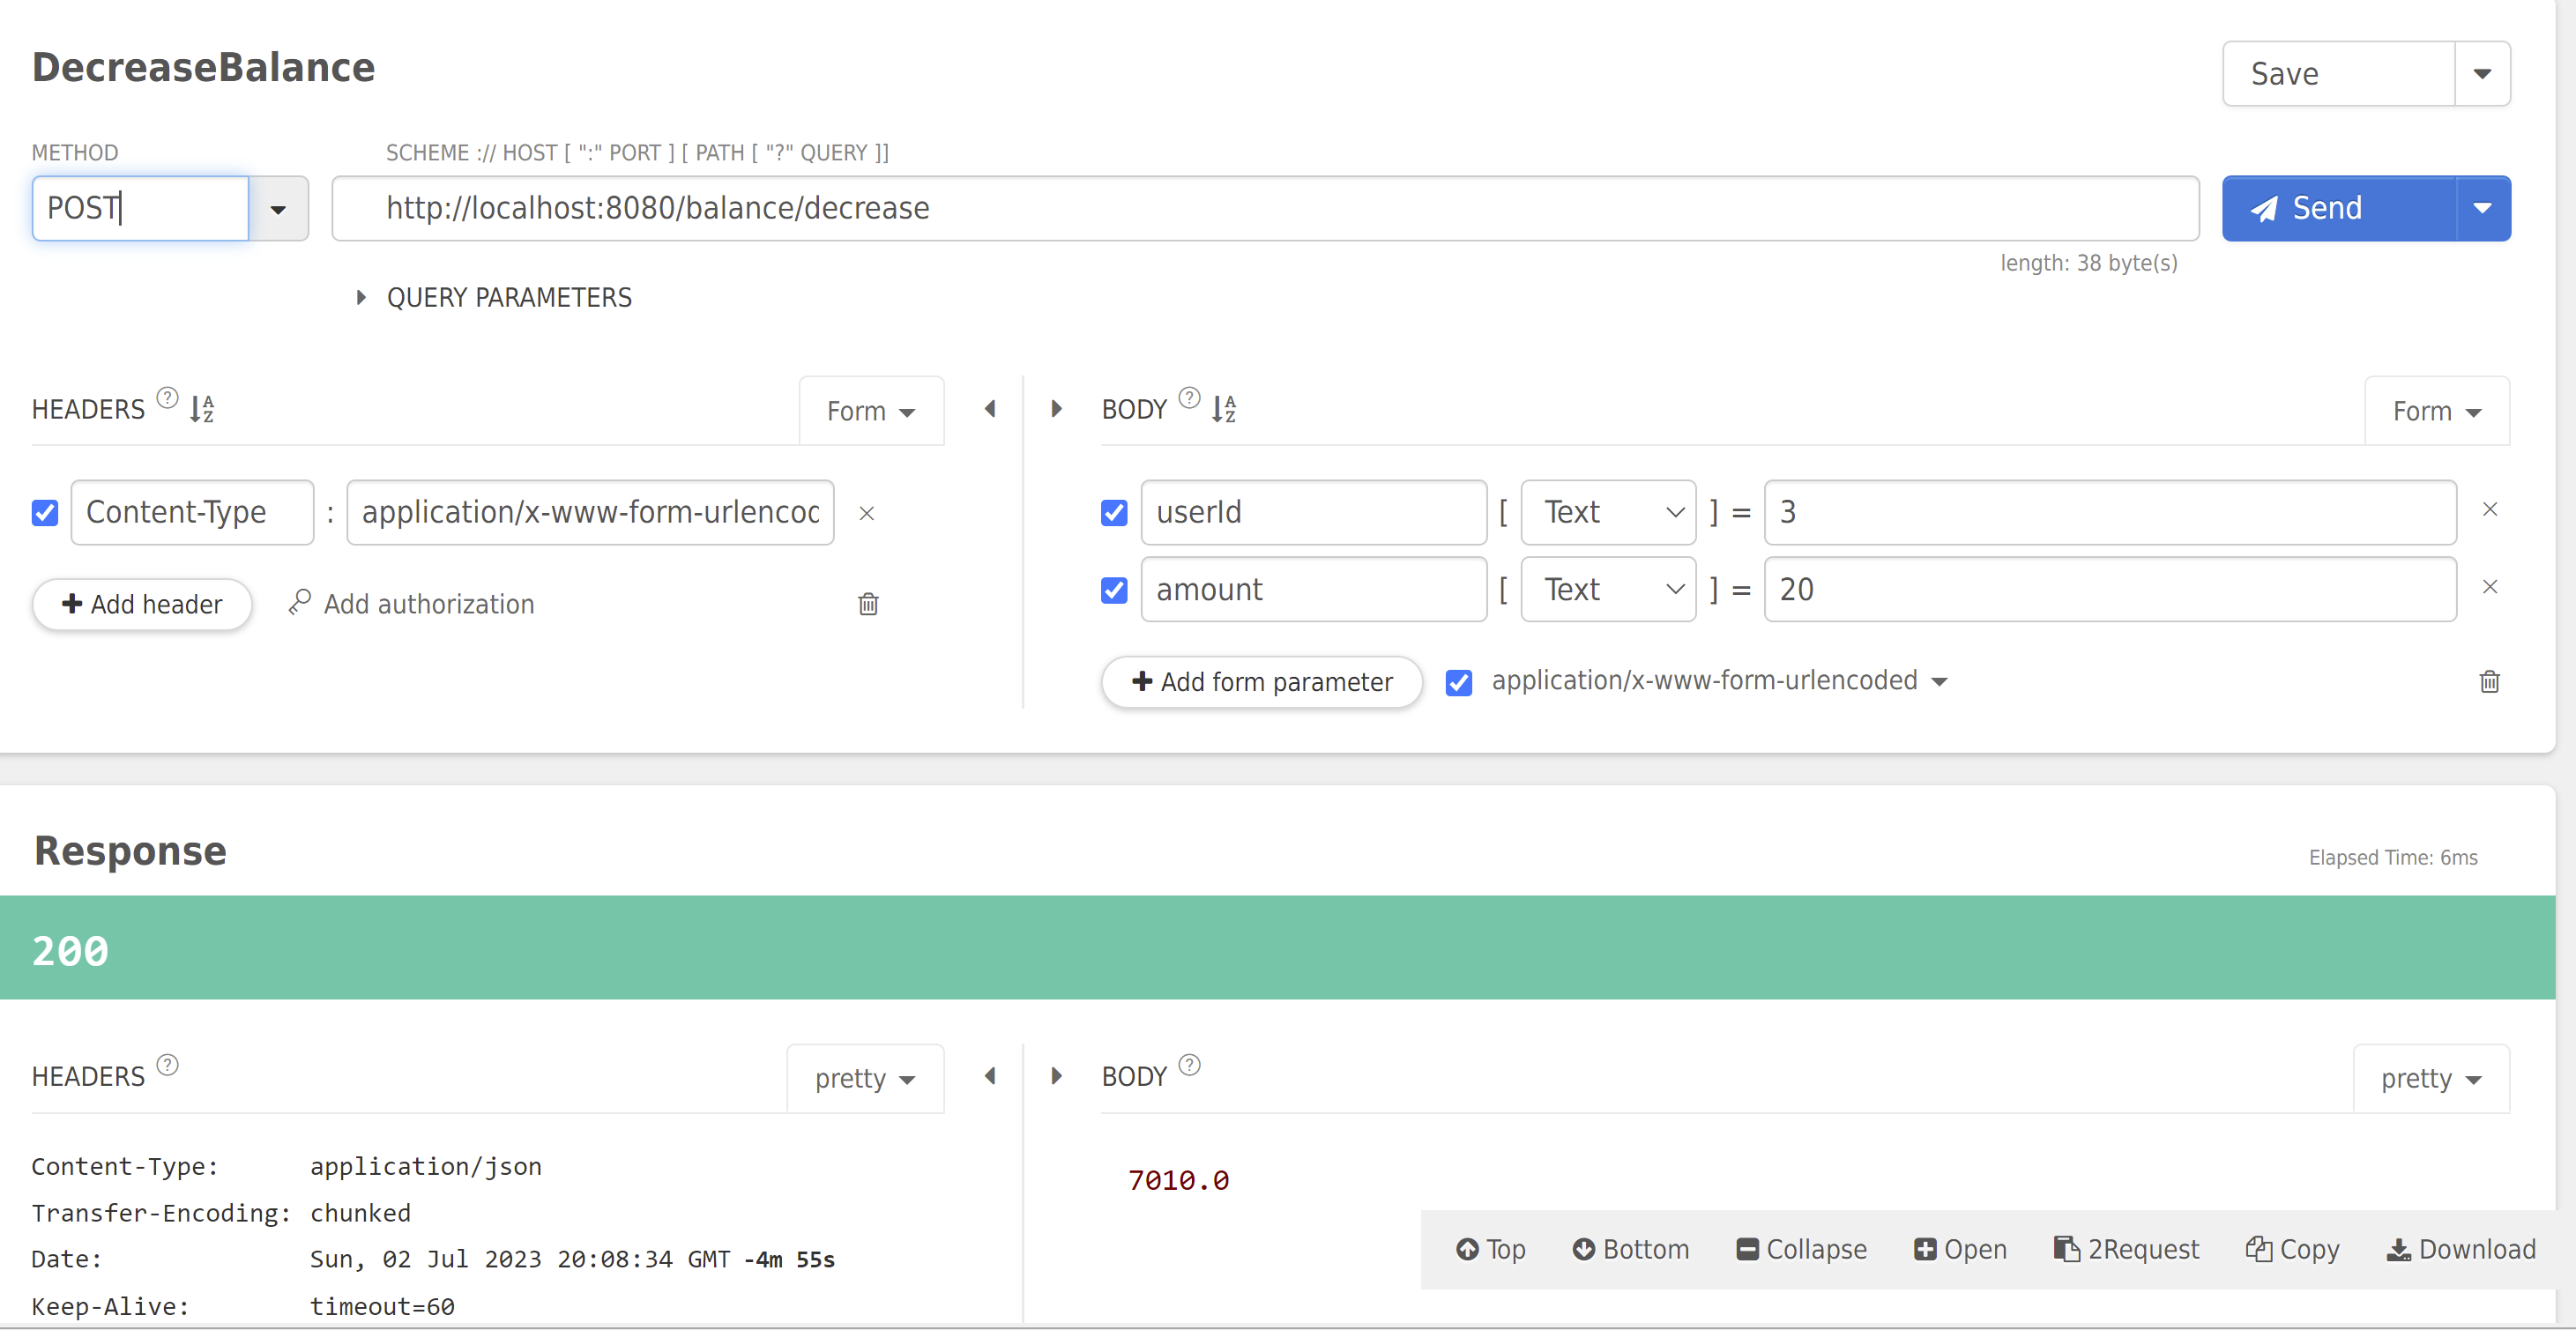 DecreaseBalance
Save
METHOD
SCHEME :// HOST [ ":" PORT ] [ PATH [ "?" QUERY ]]
POST
http://localhost:8080/balance/decrease
Send
length: 38 byte(s)
QUERY PARAMETERS
HEADERS ? AZ Form
BODY ? AZ Form
Content-Type : application/x-www-form-urlencod ×
userId [ Text ] = 3 ×
Add header Add authorization
amount [ Text ] = 20 ×
Add form parameter application/x-www-form-urlencoded
Response
Elapsed Time: 6ms
200
HEADERS ? pretty
BODY ? pretty
Content-Type: application/json
Transfer-Encoding: chunked
Date: Sun, 02 Jul 2023 20:08:34 GMT -4m 55s
Keep-Alive: timeout=60
7010.0
Top Bottom Collapse Open 2Request Copy Download